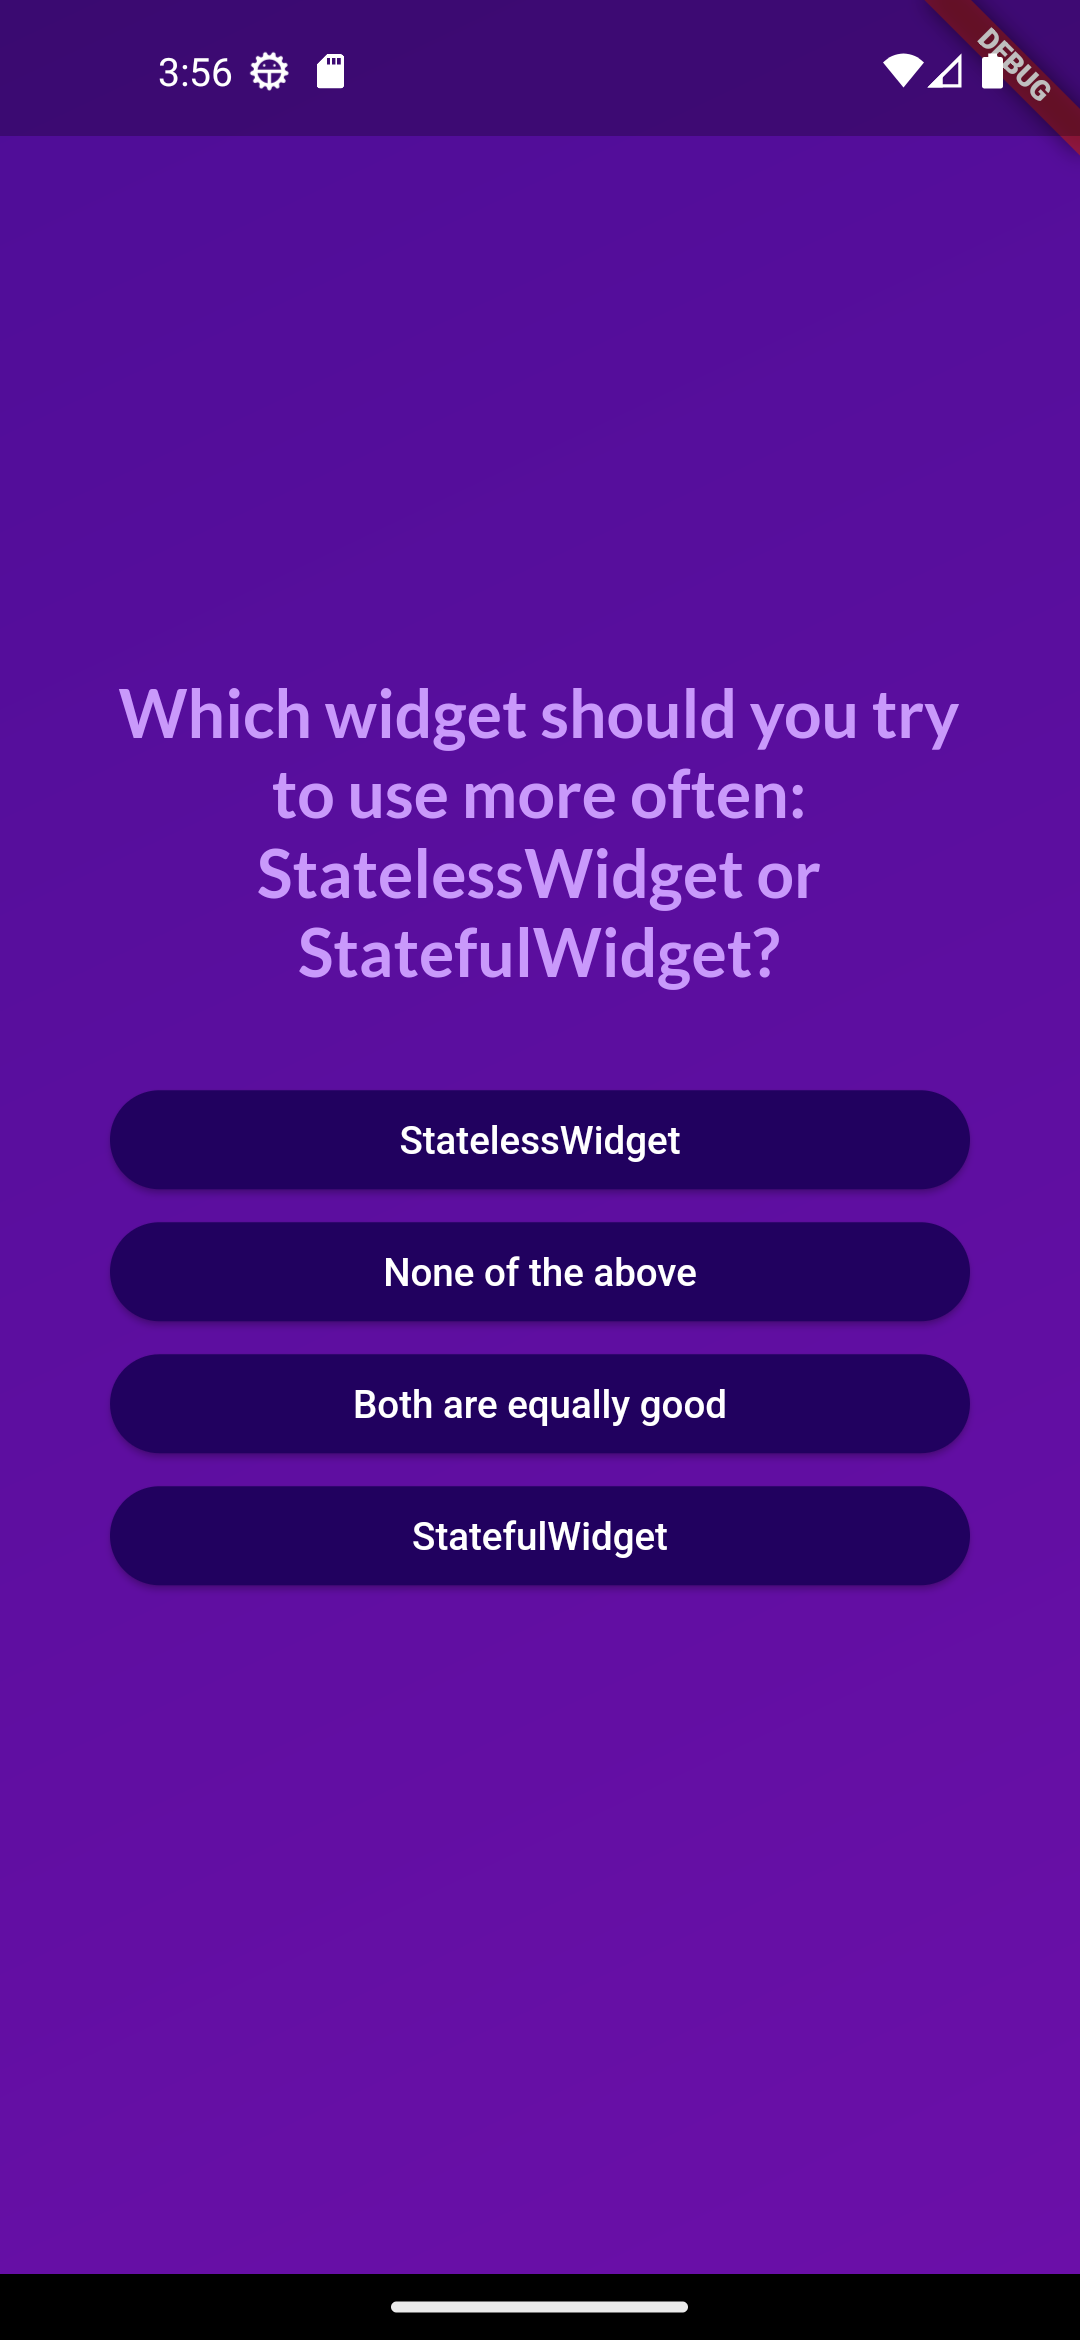 3:56
DEBUG
Which widget should you try
to use more often:
StatelessWidget or
StatefulWidget?
StatelessWidget
None of the above
Both are equally good
StatefulWidget